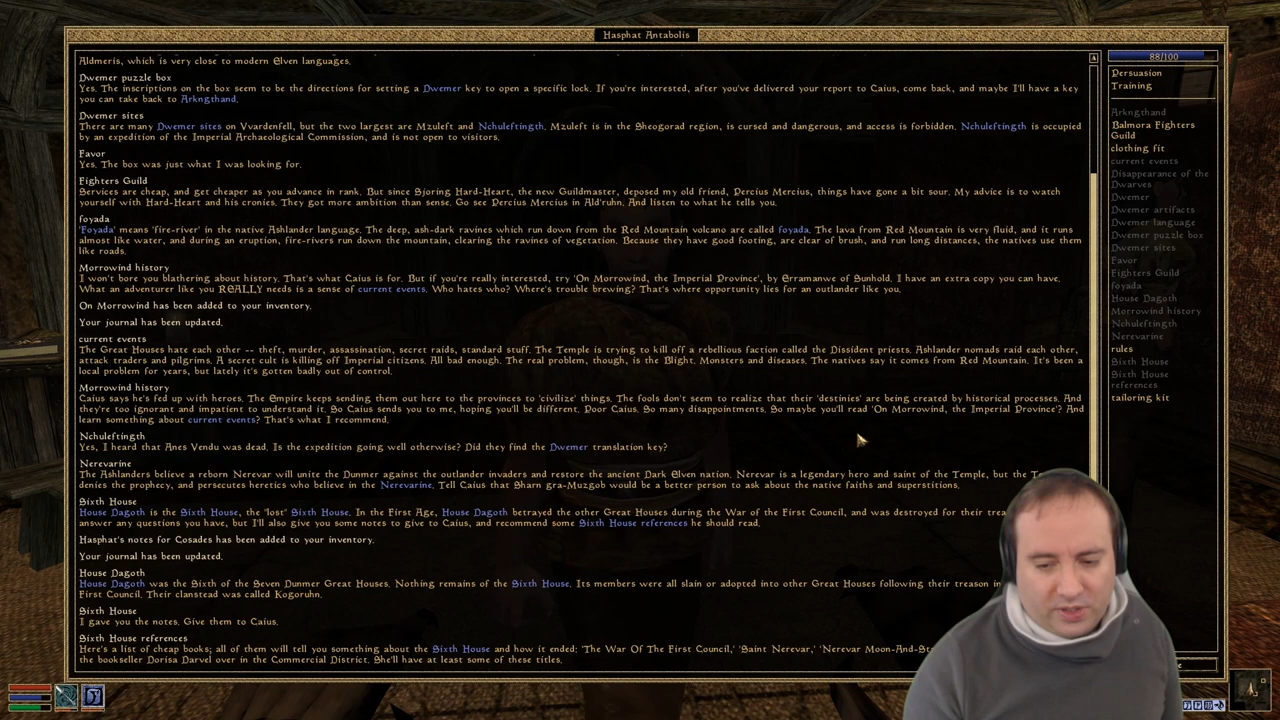 Hasphat Antabolis
Aldmeris, which is very close to modern Elven languages.
Dwemer puzzle box
Yes. The inscriptions on the box seem to be the directions for setting a Dwemer key to open a specific lock. If you're interested, after you've delivered your report to Caius, come back, and maybe I'll have a key
you can take back to Arkngthand.
Dwemer sites
There are many Dwemer sites on Vvardenfell, but the two largest are Mzuleft and Nchuleftingth. Mzuleft is in the Sheogorad region, is cursed and dangerous, and access is forbidden. Nchuleftingth is occupied
by an expedition of the Imperial Archaeological Commission, and is not open to visitors.
Favor
Yes. The box was just what I was looking for.
Fighters Guild
Services are cheap, and get cheaper as you advance in rank. But since Sjoring Hard-Heart, the new Guildmaster, deposed my old friend, Percius Mercius, things have gone a bit sour. My advice is to watch
yourself with Hard-Heart and his cronies. They got more ambition than sense. Go see Percius Mercius in Ald'ruhn. And listen to what he tells you.
foyada
'Foyada' means 'fire-river' in the native Ashlander language. The deep, ash-dark ravines which run down from the Red Mountain volcano are called foyada. The lava from Red Mountain is very fluid, and it runs
almost like water, and during an eruption, fire-rivers run down the mountain, clearing the ravines of vegetation. Because they have good footing, are clear of brush, and run long distances, the natives use them
like roads.
Morrowind history
I won't bore you blathering about history. That's what Caius is for. But if you're really interested, try 'On Morrowind, the Imperial Province', by Erramanwe of Sunhold. I have an extra copy you can have.
What an adventurer like you REALLY needs is a sense of current events. Who hates who? Where's trouble brewing? That's where opportunity lies for an outlander like you.
On Morrowind has been added to your inventory.
Your journal has been updated.
current events
The Great Houses hate each other -- theft, murder, assassination, secret raids, standard stuff. The Temple is trying to kill off a rebellious faction called the Dissident priests. Ashlander nomads raid each other,
attack traders and pilgrims. A secret cult is killing off Imperial citizens. All bad enough. The real problem, though, is the Blight. Monsters and diseases. The natives say it comes from Red Mountain. It's been a
local problem for years, but lately it's gotten badly out of control.
Morrowind history
Caius says he's fed up with heroes. The Empire keeps sending them out here to the provinces to 'civilize' things. The fools don't seem to realize that their 'destinies' are being created by historical processes. And
they're too ignorant and impatient to understand it. So Caius sends you to me, hoping you'll be different. Poor Caius. So many disappointments. So maybe you'll read 'On Morrowind, the Imperial Province'? And
learn something about current events? That's what I recommend.
Nchuleftingth
Yes, I heard that Anes Vendu was dead. Is the expedition going well otherwise? Did they find the Dwemer translation key?
Nerevarine
The Ashlanders believe a reborn Nerevar will unite the Dunmer against the outlander invaders and restore the ancient Dark Elven nation. Nerevar is a legendary hero and saint of the Temple, but the
denies the prophecy, and persecutes heretics who believe in the Nerevarine. Tell Caius that Sharn gra-Muzgob would be a better person to ask about the native faiths and superstitions.
Sixth House
House Dagoth is the Sixth House, the "lost" Sixth House. In the First Age, House Dagoth betrayed the other Great Houses during the War of the First Council, and was destroyed for their
answer any questions you have, but I'll also give you some notes to give to Caius, and recommend some Sixth House references he should read.
Hasphat's notes for Cosades has been added to your inventory.
Your journal has been updated.
House Dagoth
House Dagoth was the Sixth of the Seven Dunmer Great Houses. Nothing remains of the Sixth House. Its members were all slain or adopted into other Great Houses following their treason in
First Council. Their clanstead was called Kogoruhn.
Sixth House
I gave you the notes. Give them to Caius.
Sixth House references
Here's a list of cheap books; all of them will tell you something about the Sixth House and how it ended: 'The War Of The First Council,' 'Saint Nerevar,' 'Nerevar Moon-And-
the bookseller Dorisa Darvel over in the Commercial District. She'll have at least some of these titles.
88/100
Persuasion
Training
Arkngthand
Balmora Fighters
Guild
clothing fit
current events
Disappearance of the
Dwarves
Dwemer
Dwemer artifacts
Dwemer language
Dwemer puzzle box
Dwemer sites
Favor
Fighters Guild
foyada
House Dagoth
Morrowind history
Nchuleftingth
Nerevarine
rules
Sixth House
Sixth House
references
tailoring kit